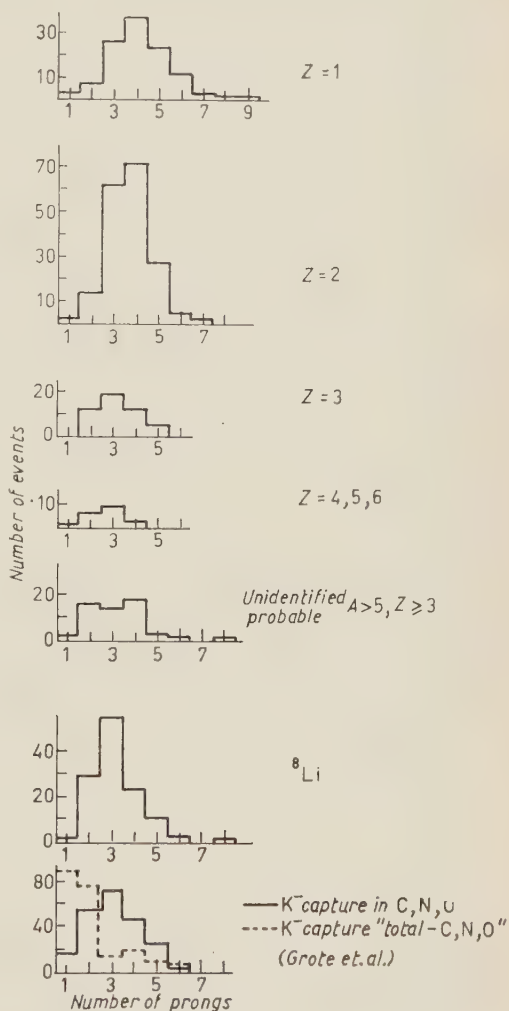 30
10
1 3 5 7 9
Z = 1
70
50
30
10
1 3 5 7
Z = 2
20
0
1 3 5
Z = 3
10
1 3 5
Z = 4,5,6
20
0
1 3 5 7
Unidentified A>5, Z ⩾ 3
probable
40
20
0
1 3 5 7
⁸Li
80
40
0
1 3 5 7
K⁻capture in C, N, U
K⁻capture "total-C, N, O"
(Grote et. al.)
Number of prongs
Number of events